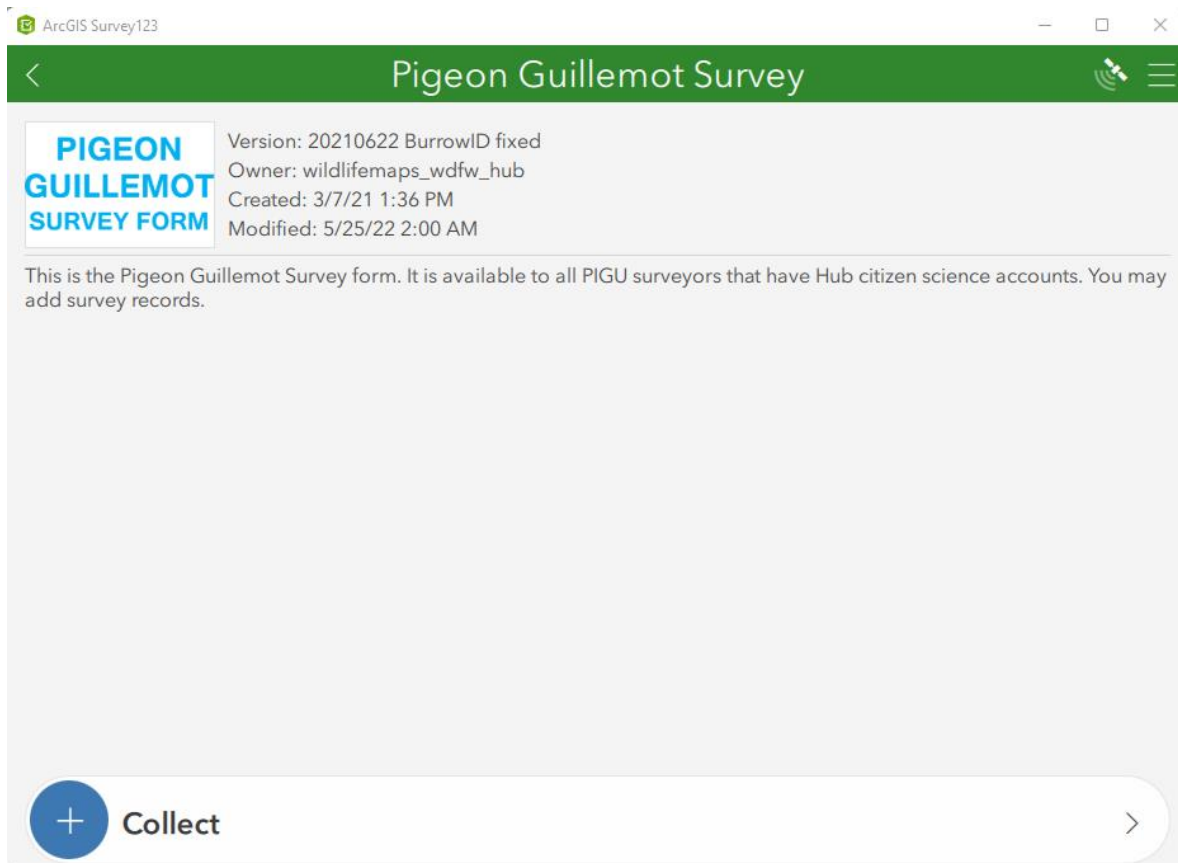 ArcGIS Survey123
Pigeon Guillemot Survey
PIGEON
GUILLEMOT
SURVEY FORM
Version: 20210622 BurrowID fixed
Owner: wildlifemaps_wdfw_hub
Created: 3/7/21 1:36 PM
Modified: 5/25/22 2:00 AM
This is the Pigeon Guillemot Survey form. It is available to all PIGU surveyors that have Hub citizen science accounts. You may
add survey records.
Collect